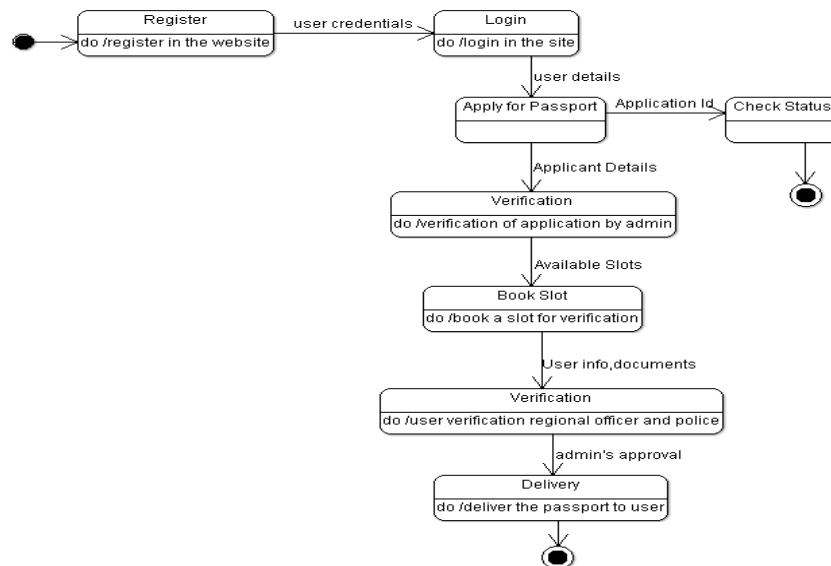 Register
do /register in the website
user credentials
Login
do /login in the site
user details
Apply for Passport
Application Id
Check Status
Applicant Details
Verification
do /verification of application by admin
Available Slots
Book Slot
do /book a slot for verification
User info,documents
Verification
do /user verification regional officer and police
admin's approval
Delivery
do /deliver the passport to user